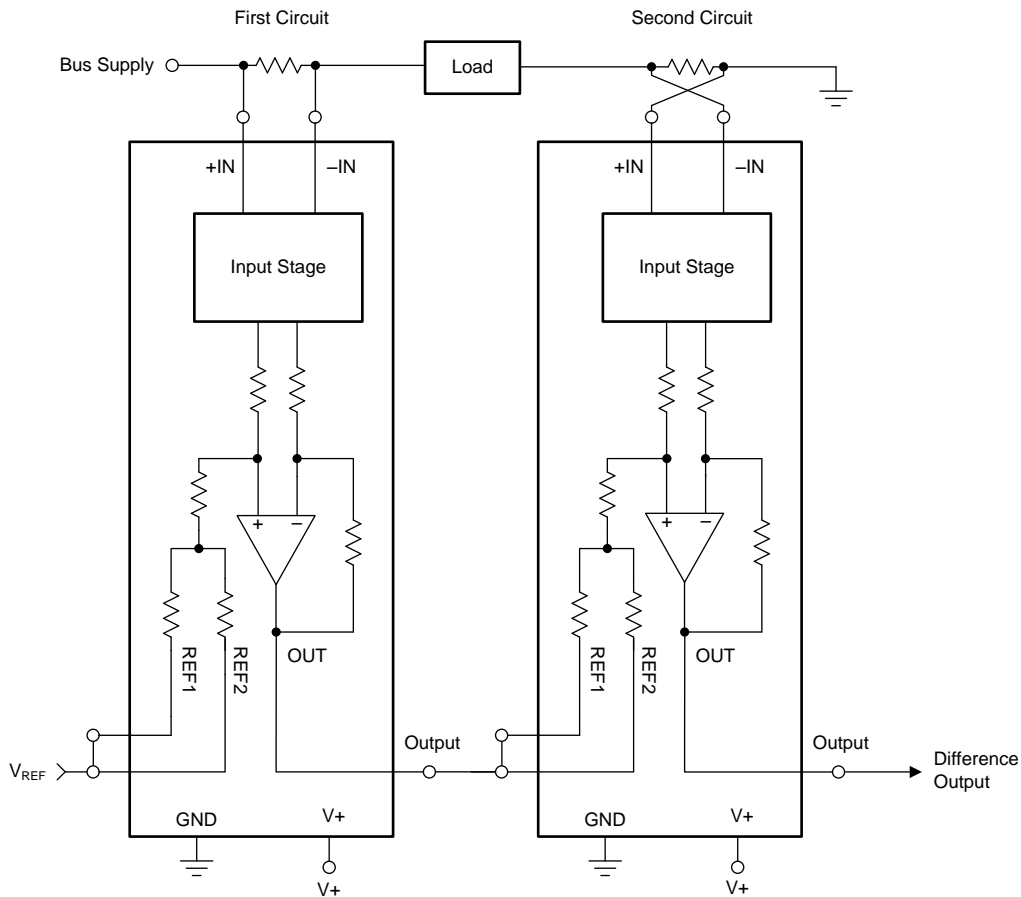 First Circuit
Second Circuit
Bus Supply
Load
+IN
–IN
+IN
–IN
Input Stage
Input Stage
+
–
+
–
OUT
OUT
REF1
REF2
REF1
REF2
Output
Output
VREF
Difference
Output
GND
V+
GND
V+
V+
V+